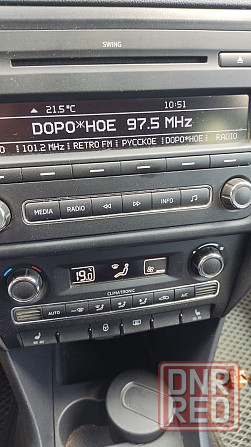 SWING
21.5°C 10:51
DOPO*HOE 97.5 MHz
101.2 MHz RETRO FM РУССКОЕ DOPO*HOE RADIO
MEDIA RADIO INFO
19.0
CLIMATRONIC
AUTO A/C
DNR
RED